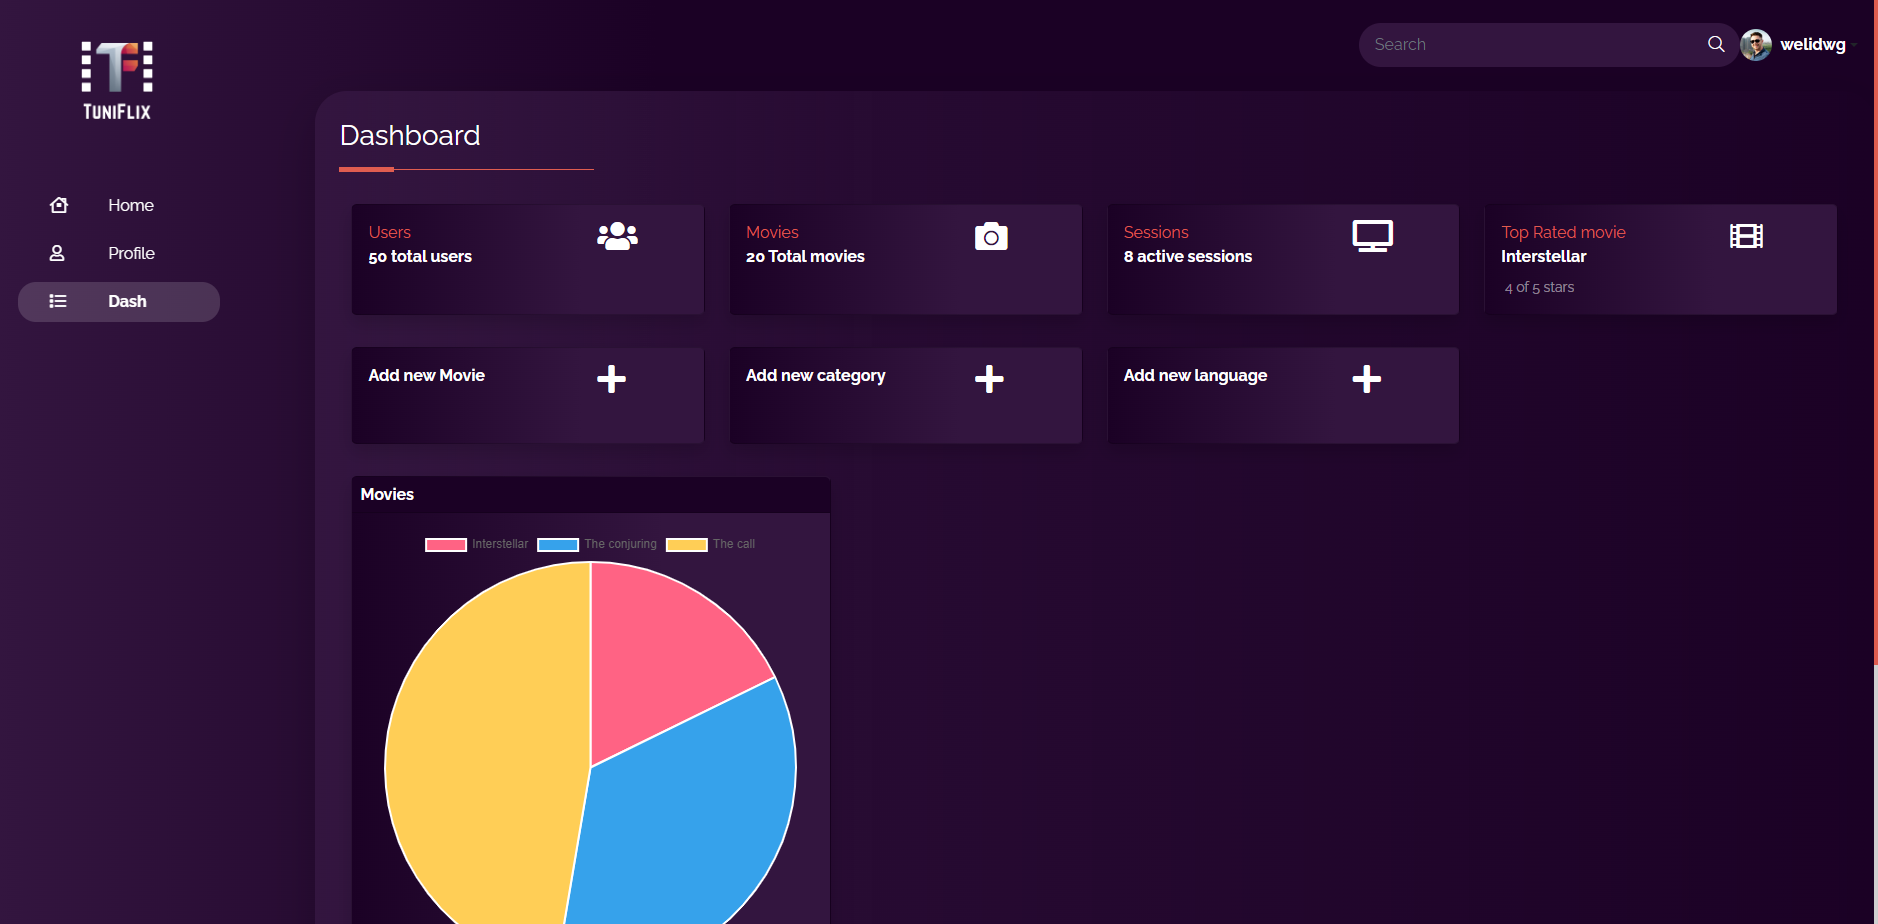 TUNIFLIX
Search
welidwg
Dashboard
Home
Profile
Dash
Users
50 total users
Movies
20 Total movies
Sessions
8 active sessions
Top Rated movie
Interstellar
4 of 5 stars
Add new Movie
Add new category
Add new language
Movies
Interstellar The conjuring The call